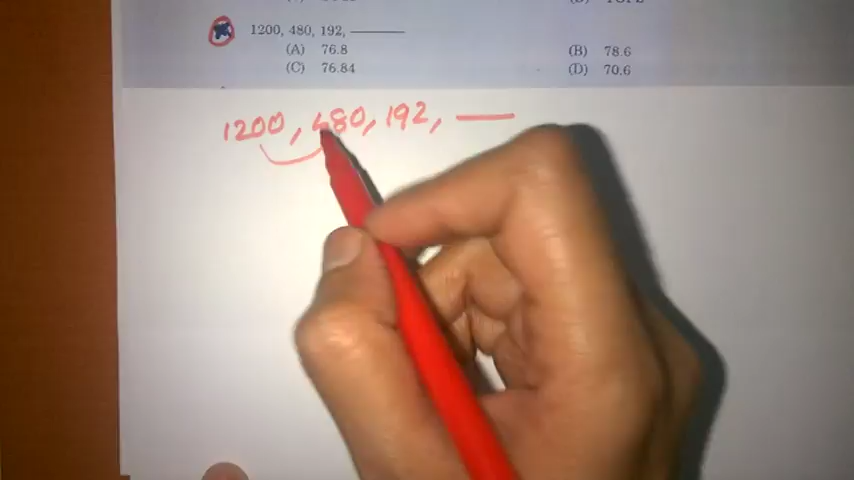 1200, 480, 192,
(A) 76.8
(B) 78.6
(C) 76.84
(D) 70.6
1200, 480, 192,